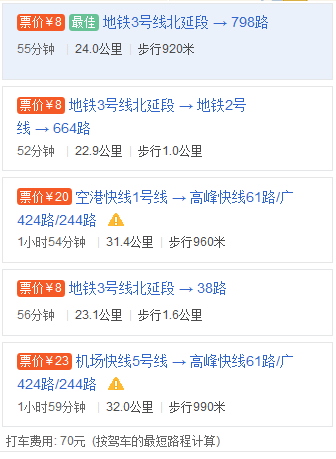 票价￥8 最佳 地铁3号线北延段 → 798路
55分钟 | 24.0公里 | 步行920米
票价￥8 地铁3号线北延段 → 地铁2号
线 → 664路
52分钟 | 22.9公里 | 步行1.0公里
票价￥20 空港快线1号线 → 高峰快线61路/广
424路/244路
1小时54分钟 | 31.4公里 | 步行960米
票价￥8 地铁3号线北延段 → 38路
56分钟 | 23.1公里 | 步行1.6公里
票价￥23 机场快线5号线 → 高峰快线61路/广
424路/244路
1小时59分钟 | 32.0公里 | 步行990米
打车费用: 70元 (按驾车的最短路程计算)